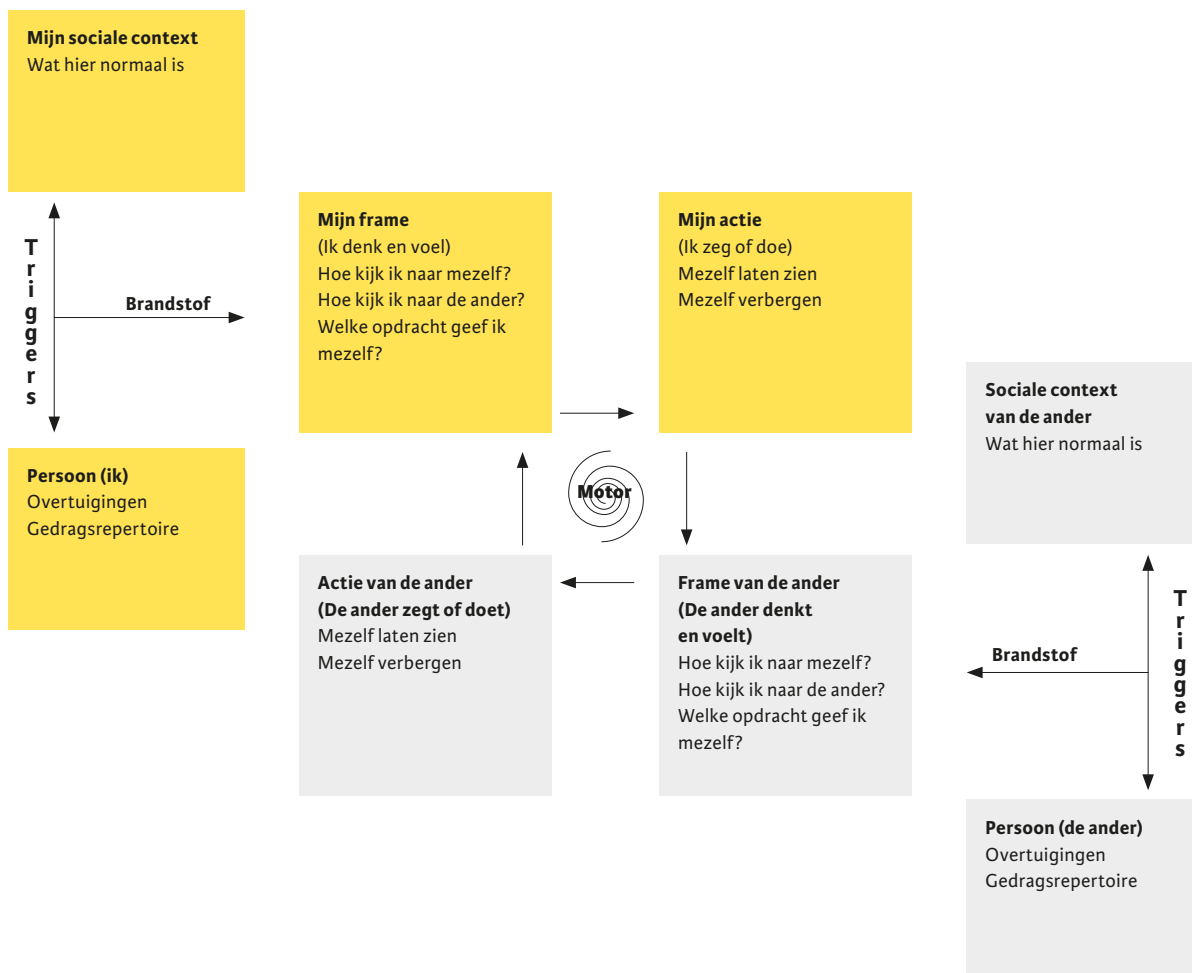 Mijn sociale context
Wat hier normaal is
Triggers
Brandstof
Persoon (ik)
Overtuigingen
Gedragsrepertoire
Mijn frame
(Ik denk en voel)
Hoe kijk ik naar mezelf?
Hoe kijk ik naar de ander?
Welke opdracht geef ik
mezelf?
Mijn actie
(Ik zeg of doe)
Mezelf laten zien
Mezelf verbergen
Motor
Actie van de ander
(De ander zegt of doet)
Mezelf laten zien
Mezelf verbergen
Frame van de ander
(De ander denkt
en voelt)
Hoe kijk ik naar mezelf?
Hoe kijk ik naar de ander?
Welke opdracht geef ik
mezelf?
Sociale context
van de ander
Wat hier normaal is
Brandstof
Triggers
Persoon (de ander)
Overtuigingen
Gedragsrepertoire